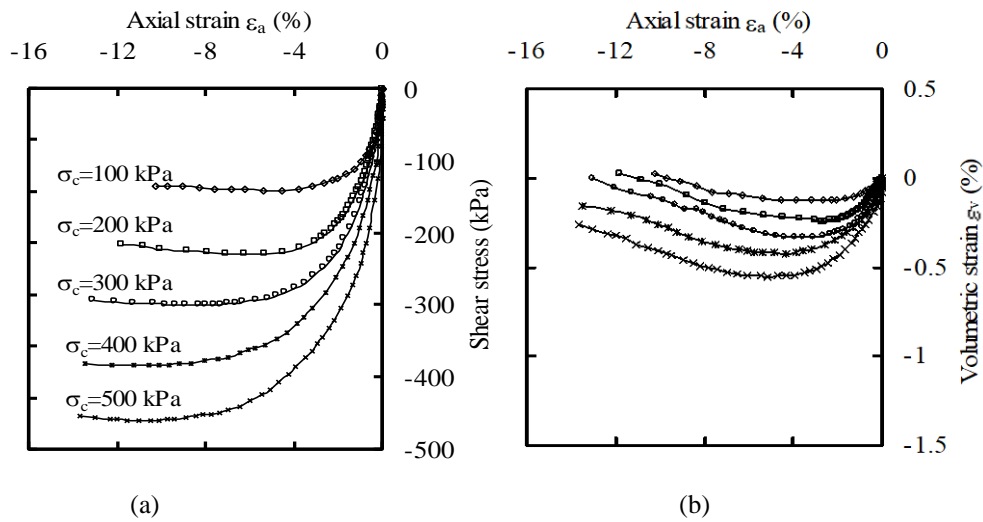 Axial strain εa (%)
-16 -12 -8 -4 0
0
-100
-200
-300
-400
-500
Shear stress (kPa)
σc=100 kPa
σc=200 kPa
σc=300 kPa
σc=400 kPa
σc=500 kPa
(a)
Axial strain εa (%)
-16 -12 -8 -4 0
0.5
0
-0.5
-1
-1.5
Volumetric strain εv (%)
(b)